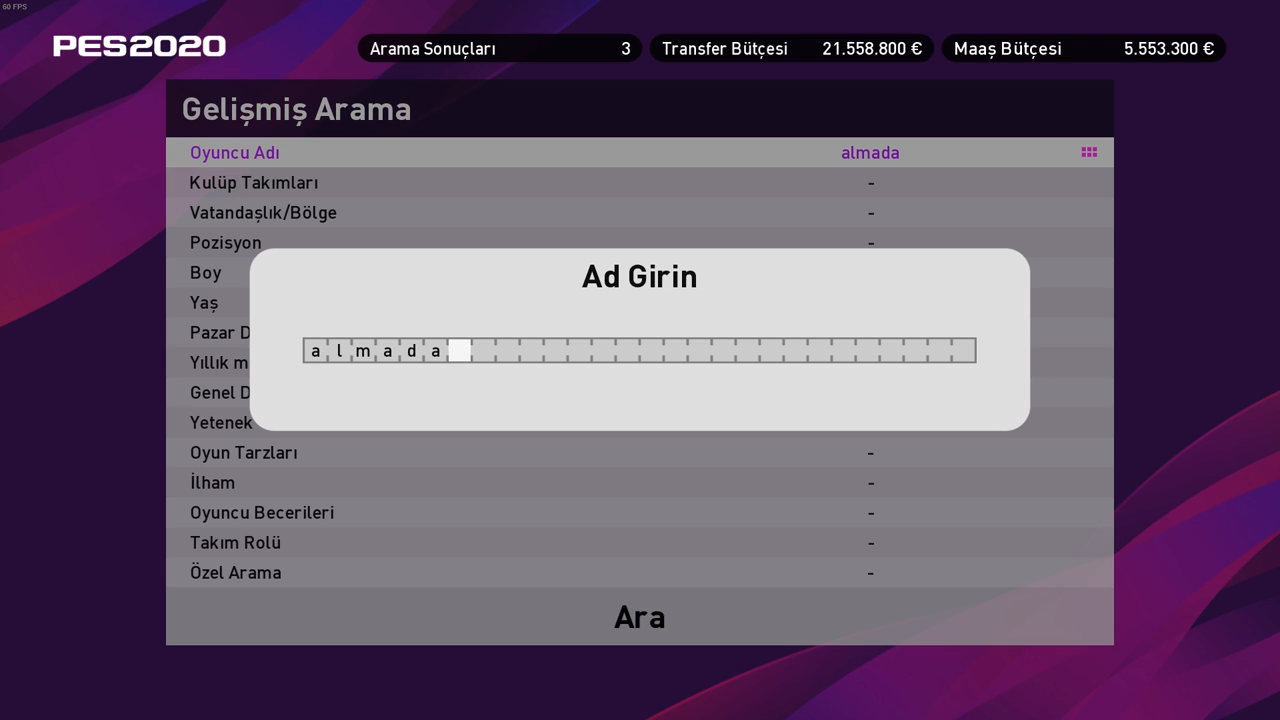 60 FPS
PES2020
Arama Sonuçları 3 Transfer Bütçesi 21.558.800 € Maaş Bütçesi 5.553.300 €
Gelişmiş Arama
Oyuncu Adı almada
Kulüp Takımları -
Vatandaşlık/Bölge -
Pozisyon -
Boy
Yaş
Pazar D
Yıllık m
Genel D
Yetenek
Ad Girin
almada
Oyun Tarzları -
İlham -
Oyuncu Becerileri -
Takım Rolü -
Özel Arama -
Ara